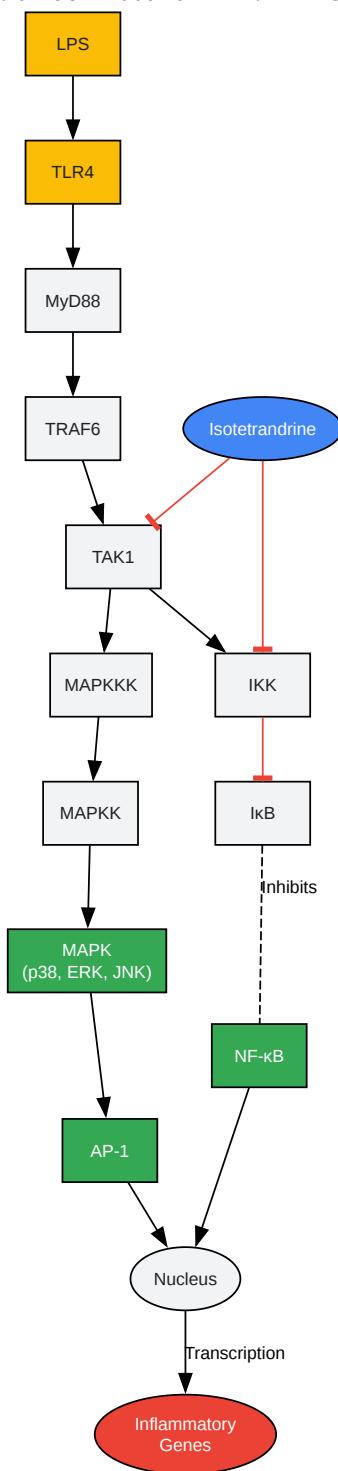 LPS
TLR4
MyD88
TRAF6
Isotetrandrine
TAK1
MAPKKK
IKK
MAPKK
IκB
Inhibits
MAPK
(p38, ERK, JNK)
NF-κB
AP-1
Nucleus
Transcription
Inflammatory
Genes